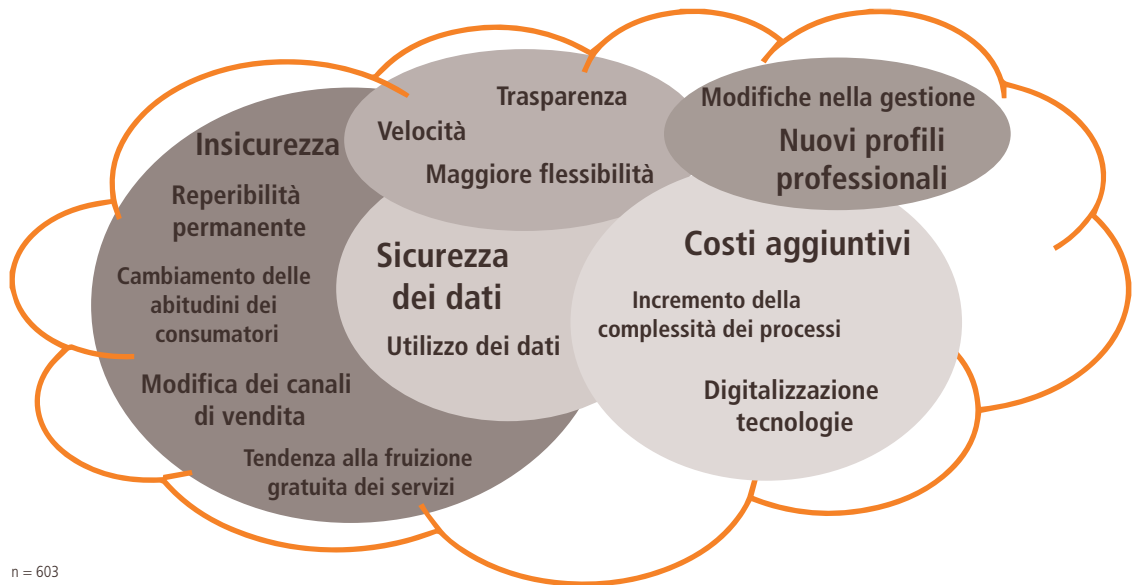 Insicurezza
Reperibilità
permanente
Cambiamento delle
abitudini dei
consumatori
Modifica dei canali
di vendita
Tendenza alla fruizione
gratuita dei servizi
Trasparenza
Velocità
Maggiore flessibilità
Sicurezza
dei dati
Utilizzo dei dati
Modifiche nella gestione
Nuovi profili
professionali
Costi aggiuntivi
Incremento della
complessità dei processi
Digitalizzazione
tecnologie
n = 603